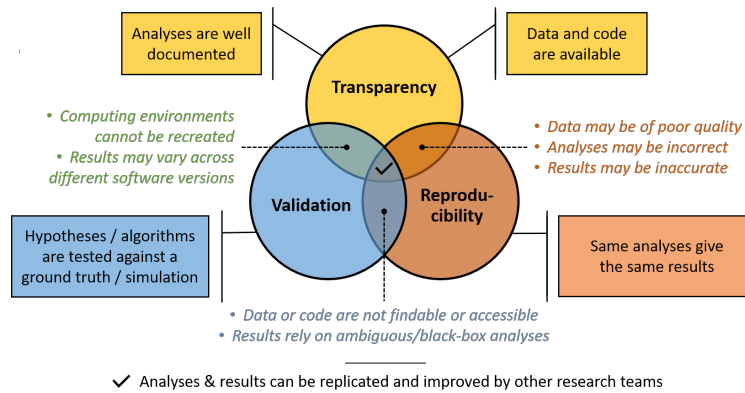 Analyses are well
documented
Data and code
are available
Transparency
• Computing environments
cannot be recreated
• Results may vary across
different software versions
• Data may be of poor quality
• Analyses may be incorrect
• Results may be inaccurate
Validation
Reprodu-
cibility
Hypotheses / algorithms
are tested against a
ground truth / simulation
Same analyses give
the same results
• Data or code are not findable or accessible
• Results rely on ambiguous/black-box analyses
✓ Analyses & results can be replicated and improved by other research teams